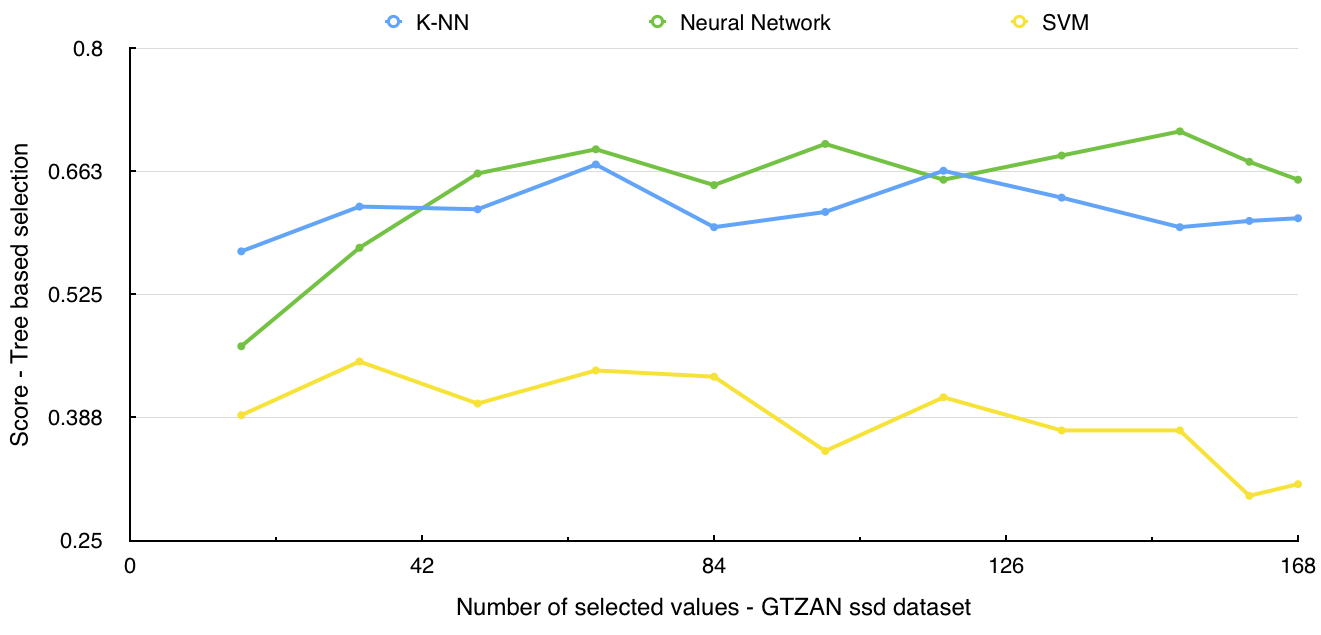 K-NN Neural Network SVM
0.8
0.663
0.525
0.388
0.25
Score - Tree based selection
0 42 84 126 168
Number of selected values - GTZAN ssd dataset